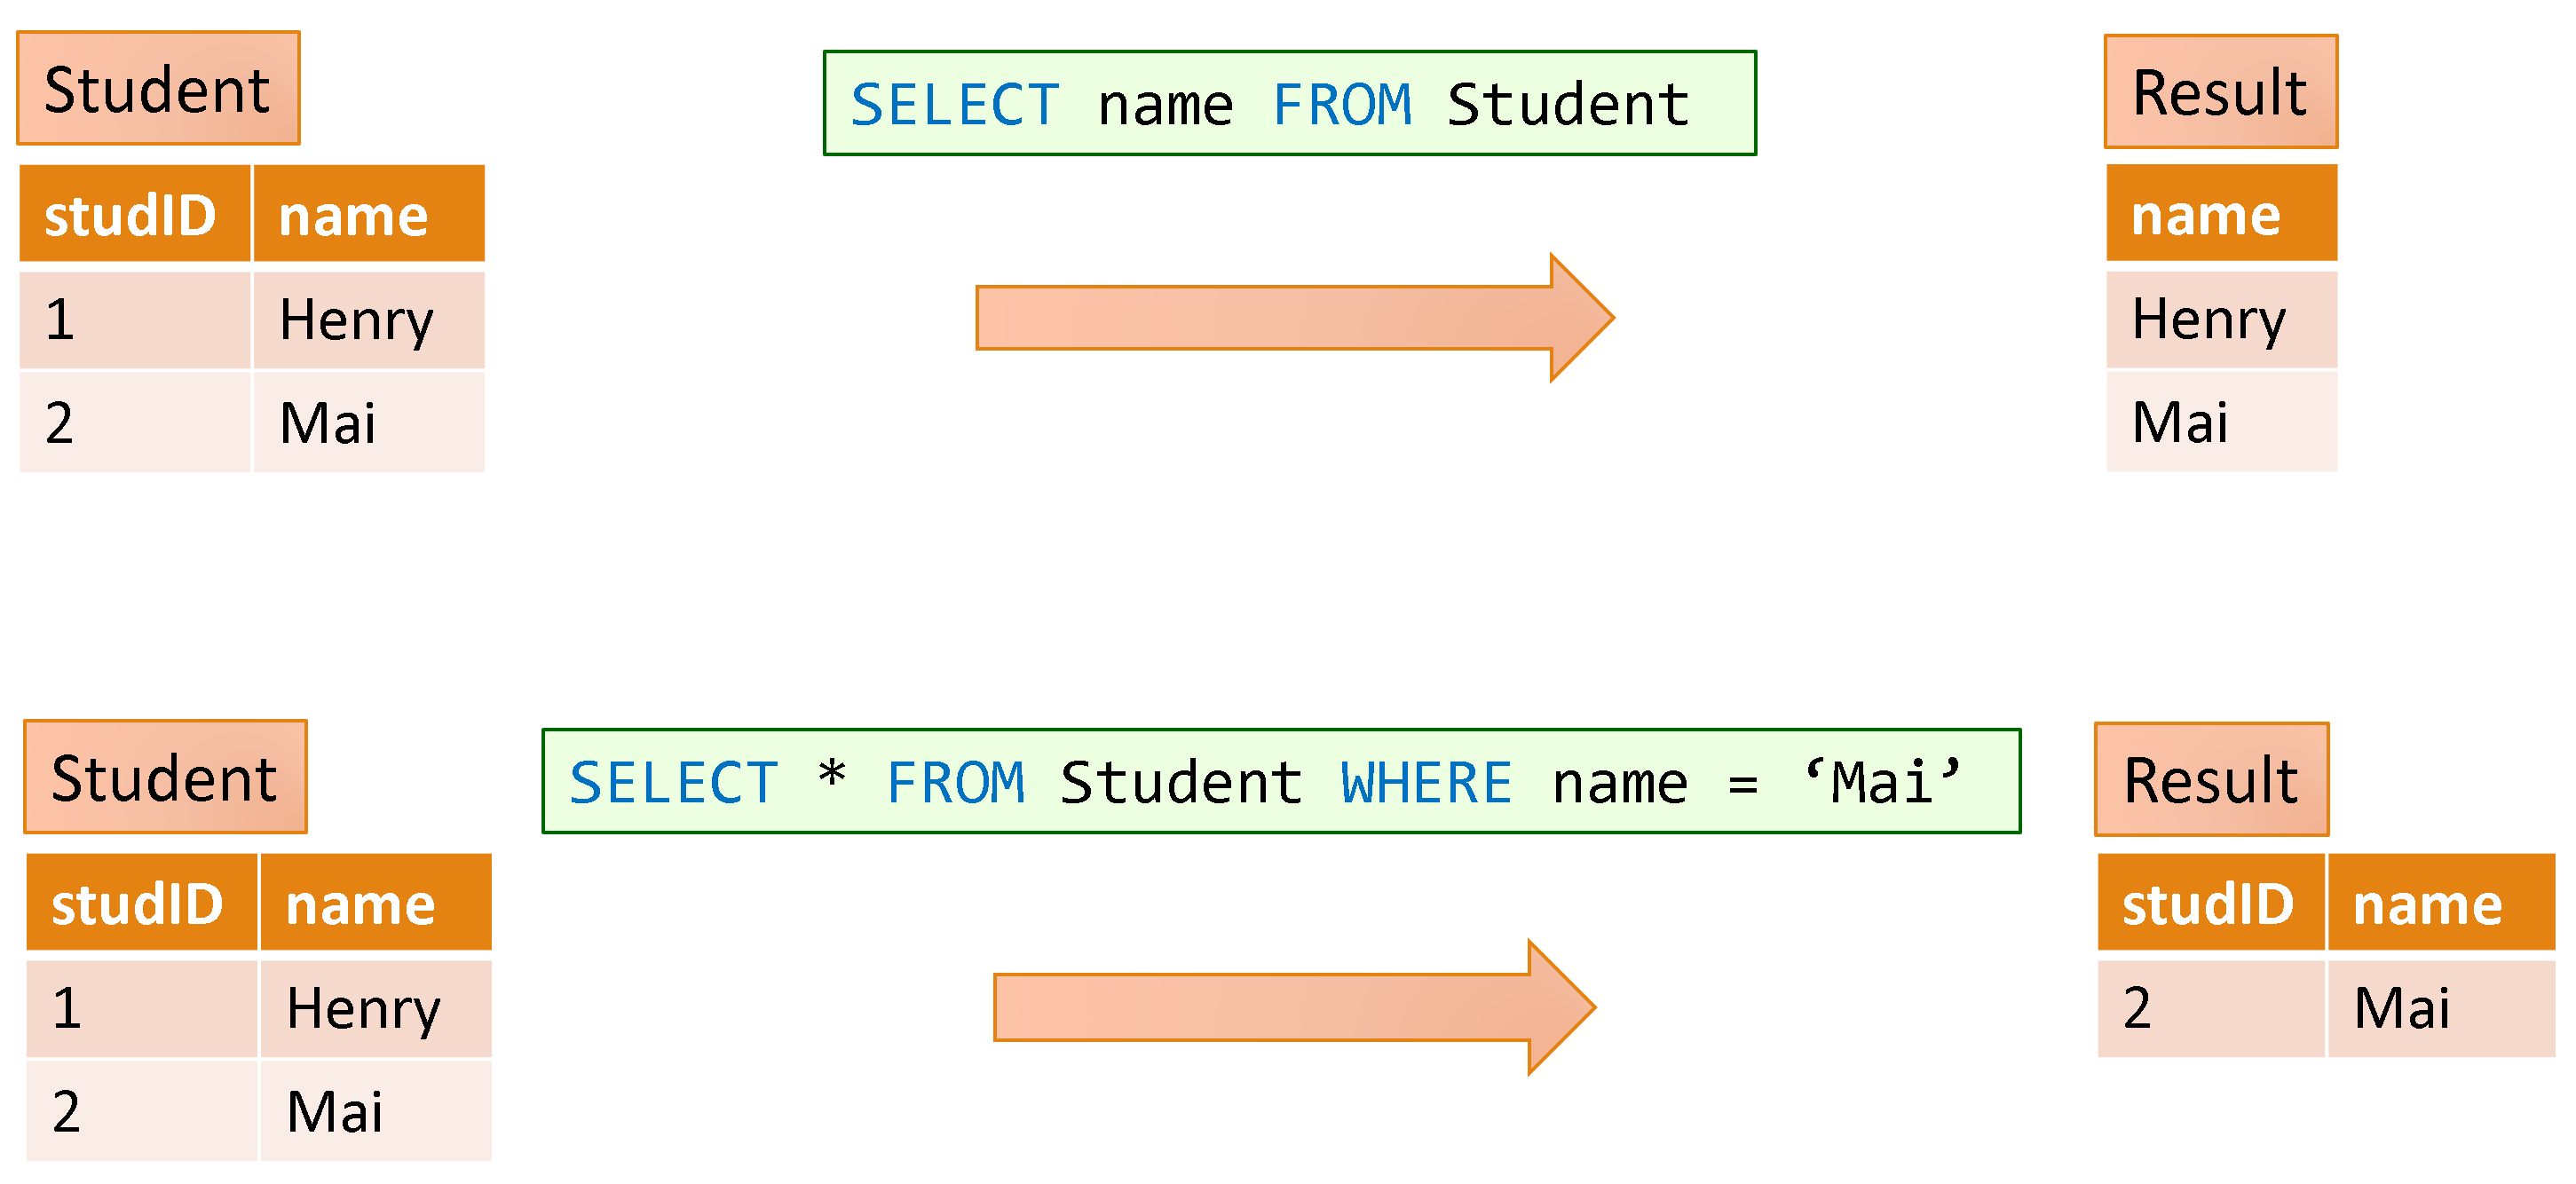 Student
SELECT name FROM Student
Result
studID name
1 Henry
2 Mai
name
Henry
Mai
Student
SELECT * FROM Student WHERE name = ‘Mai’
Result
studID name
1 Henry
2 Mai
studID name
2 Mai